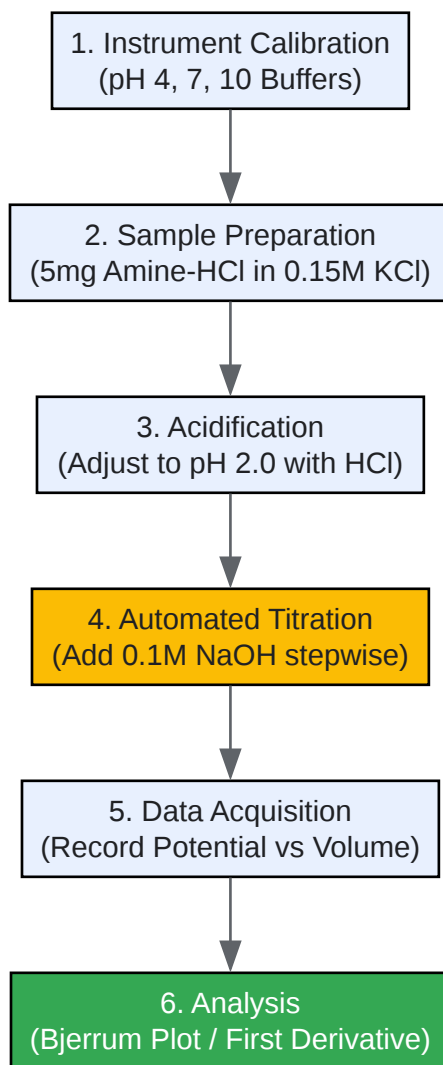 1. Instrument Calibration
(pH 4, 7, 10 Buffers)
2. Sample Preparation
(5mg Amine-HCl in 0.15M KCl)
3. Acidification
(Adjust to pH 2.0 with HCl)
4. Automated Titration
(Add 0.1M NaOH stepwise)
5. Data Acquisition
(Record Potential vs Volume)
6. Analysis
(Bjerrum Plot / First Derivative)